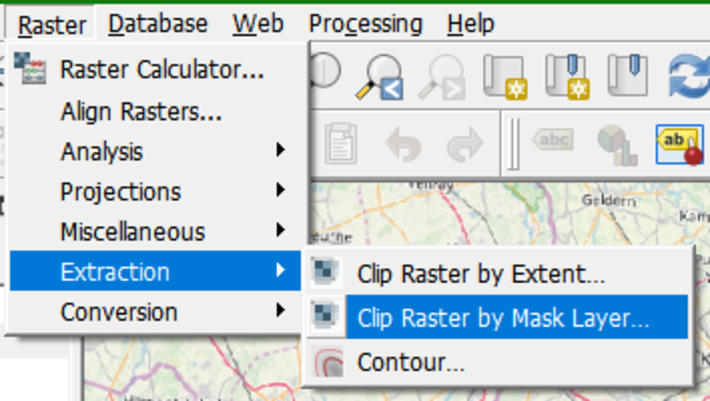 Raster Database Web Processing Help
Raster Calculator...
Align Rasters...
Analysis
Projections
Miscellaneous
Extraction
Conversion
Clip Raster by Extent...
Clip Raster by Mask Layer...
Contour...
abc
ab
Venray
Geldern